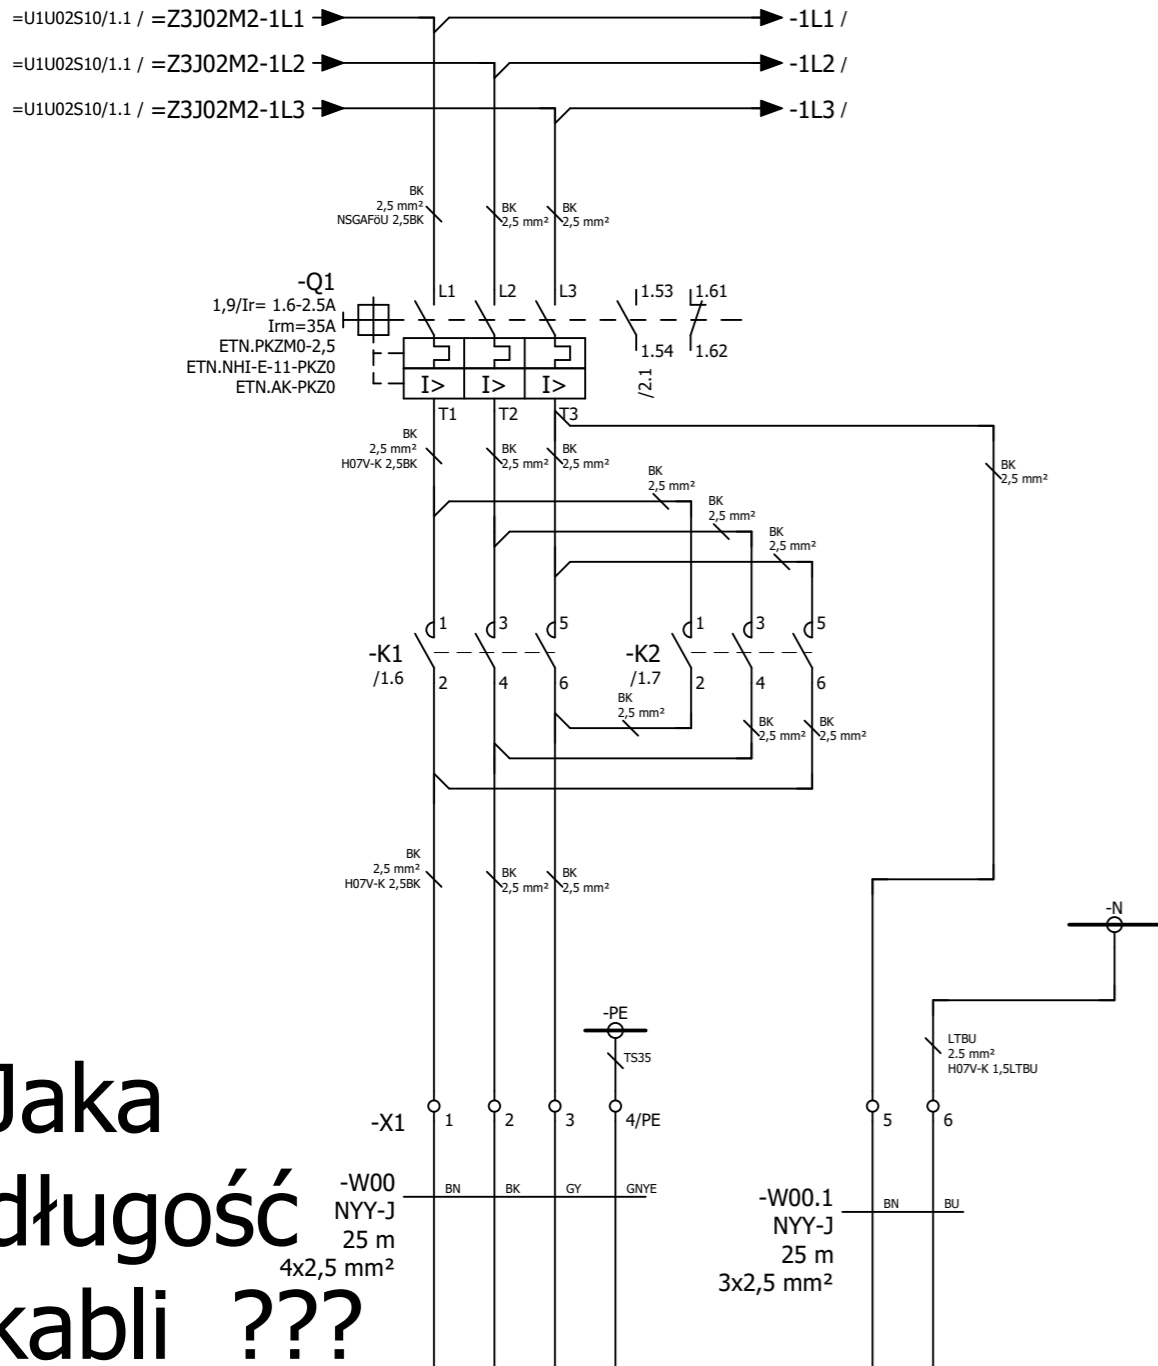 =U1U02S10/1.1 / =Z3J02M2-1L1
-1L1 /
=U1U02S10/1.1 / =Z3J02M2-1L2
-1L2 /
=U1U02S10/1.1 / =Z3J02M2-1L3
-1L3 /
BK
2,5 mm²
NSGAFöU 2,5BK
BK
2,5 mm²
BK
2,5 mm²
-Q1
1,9/Ir= 1.6-2.5A
Irm=35A
ETN.PKZM0-2,5
ETN.NHI-E-11-PKZ0
ETN.AK-PKZ0
L1
L2
L3
1.53
1.61
1.54
1.62
/2.1
I>
I>
I>
T1
T2
T3
BK
2,5 mm²
H07V-K 2,5BK
BK
2,5 mm²
BK
2,5 mm²
BK
2,5 mm²
BK
2,5 mm²
BK
2,5 mm²
BK
2,5 mm²
-K1
/1.6
1
3
5
2
4
6
-K2
/1.7
1
3
5
2
4
6
BK
2,5 mm²
BK
2,5 mm²
BK
2,5 mm²
BK
2,5 mm²
H07V-K 2,5BK
BK
2,5 mm²
BK
2,5 mm²
-N
-PE
TS35
LTBU
2.5 mm²
H07V-K 1,5LTBU
-X1
1
2
3
4/PE
5
6
Jaka
długość
kabli ???
-W00
NYY-J
25 m
4x2,5 mm²
BN
BK
GY
GNYE
-W00.1
NYY-J
25 m
3x2,5 mm²
BN
BU